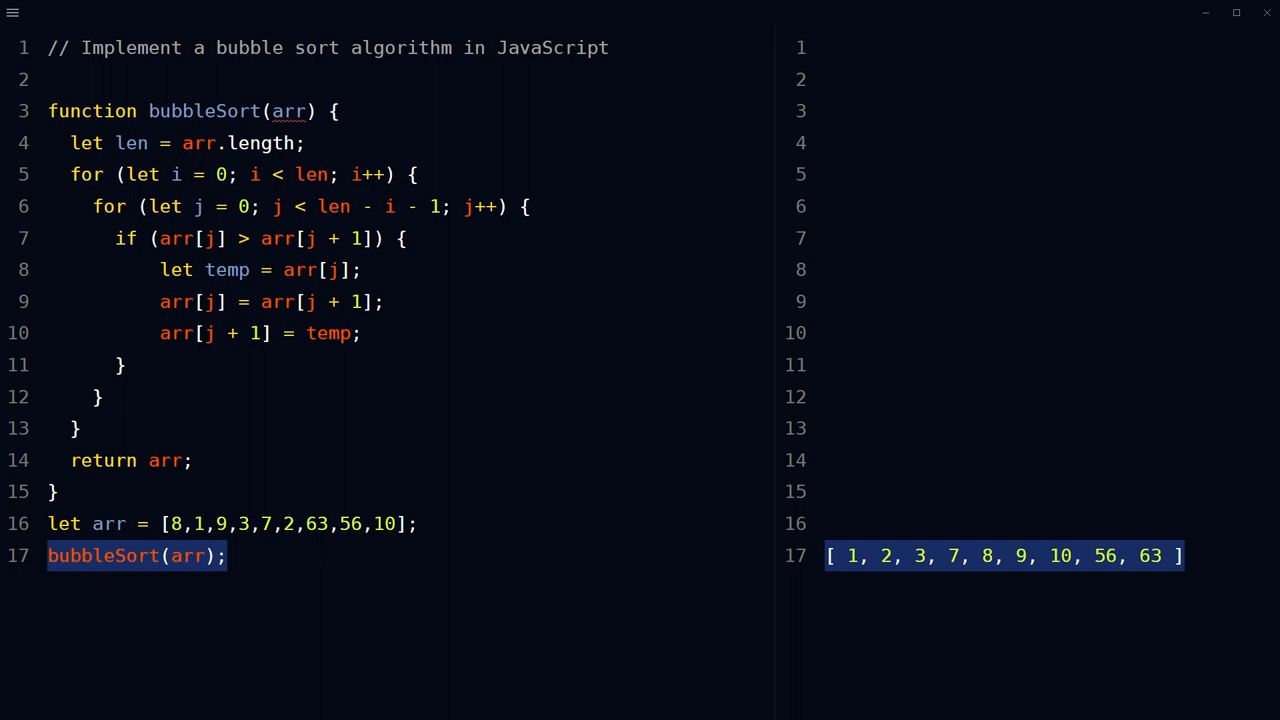 1 // Implement a bubble sort algorithm in JavaScript
2
3 function bubbleSort(arr) {
4   let len = arr.length;
5   for (let i = 0; i < len; i++) {
6     for (let j = 0; j < len - i - 1; j++) {
7       if (arr[j] > arr[j + 1]) {
8           let temp = arr[j];
9           arr[j] = arr[j + 1];
10           arr[j + 1] = temp;
11       }
12     }
13   }
14   return arr;
15 }
16 let arr = [8,1,9,3,7,2,63,56,10];
17 bubbleSort(arr);
1
2
3
4
5
6
7
8
9
10
11
12
13
14
15
16
17 [ 1, 2, 3, 7, 8, 9, 10, 56, 63 ]